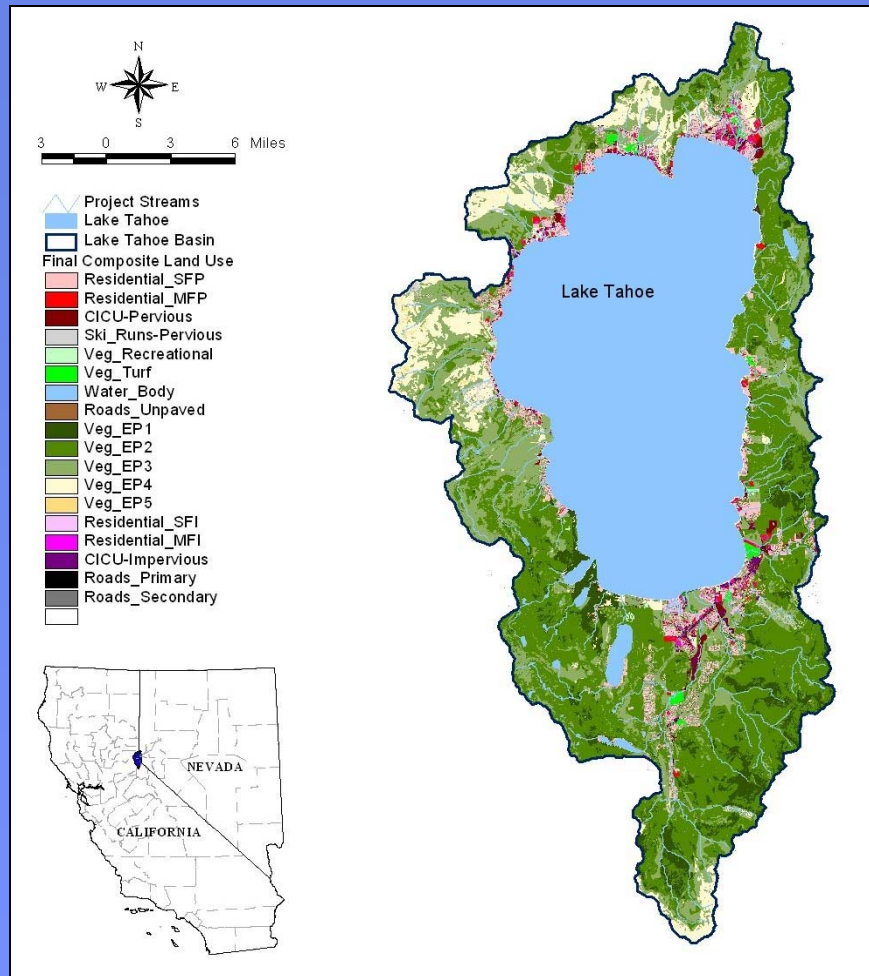 N
W E
S
3 0 3 6 Miles
Project Streams
Lake Tahoe
Lake Tahoe Basin
Final Composite Land Use
Residential_SFP
Residential_MFP
CICU-Pervious
Ski_Runs-Pervious
Veg_Recreational
Veg_Turf
Water_Body
Roads_Unpaved
Veg_EP1
Veg_EP2
Veg_EP3
Veg_EP4
Veg_EP5
Residential_SFI
Residential_MFI
CICU-Impervious
Roads_Primary
Roads_Secondary
Lake Tahoe
NEVADA
CALIFORNIA